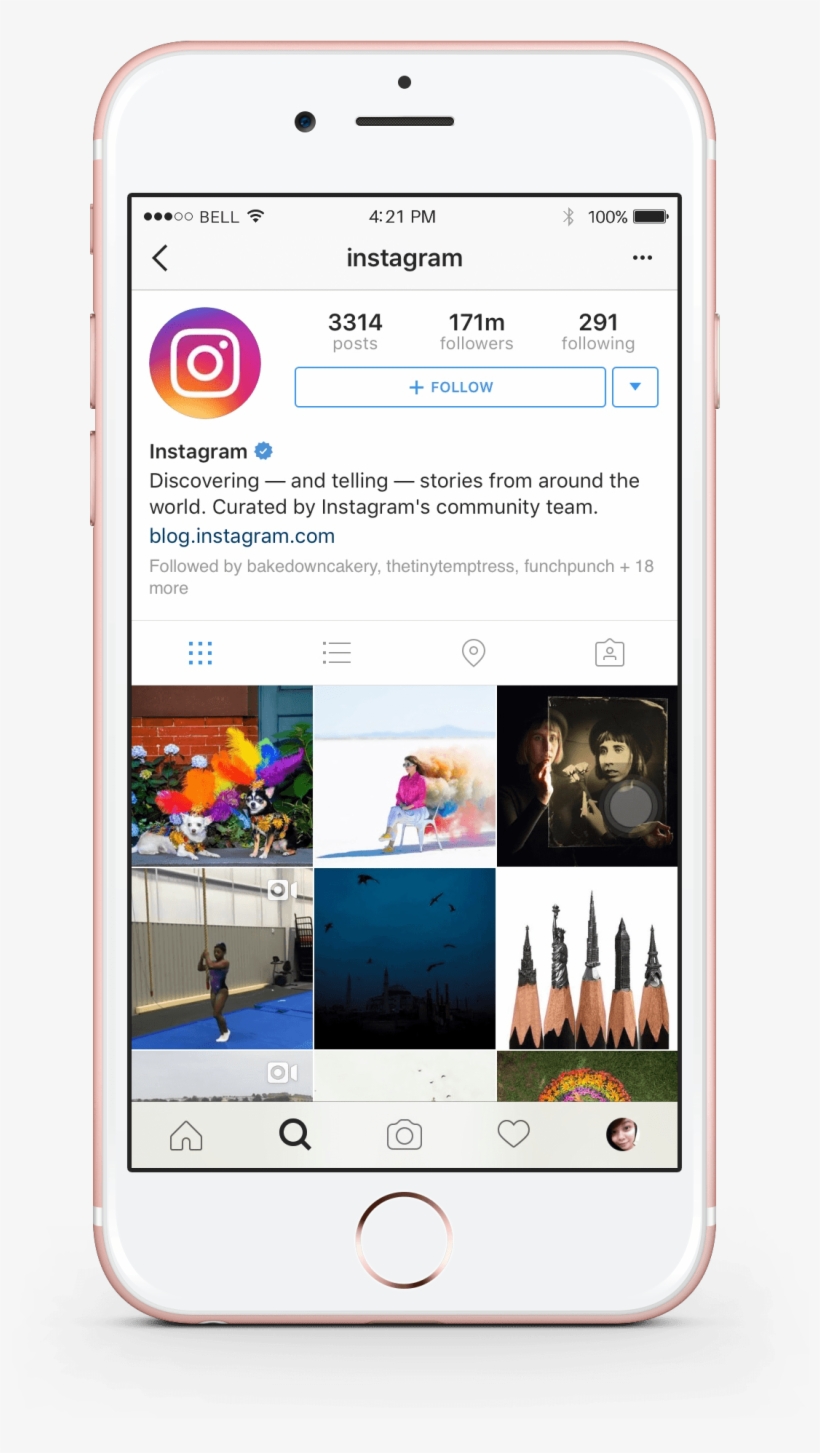 BELL 4:21 PM 100%
instagram
3314 171m 291
posts followers following
+ FOLLOW
Instagram
Discovering — and telling — stories from around the
world. Curated by Instagram's community team.
blog.instagram.com
Followed by bakedowncakery, thetinytemptress, funchpunch + 18
more